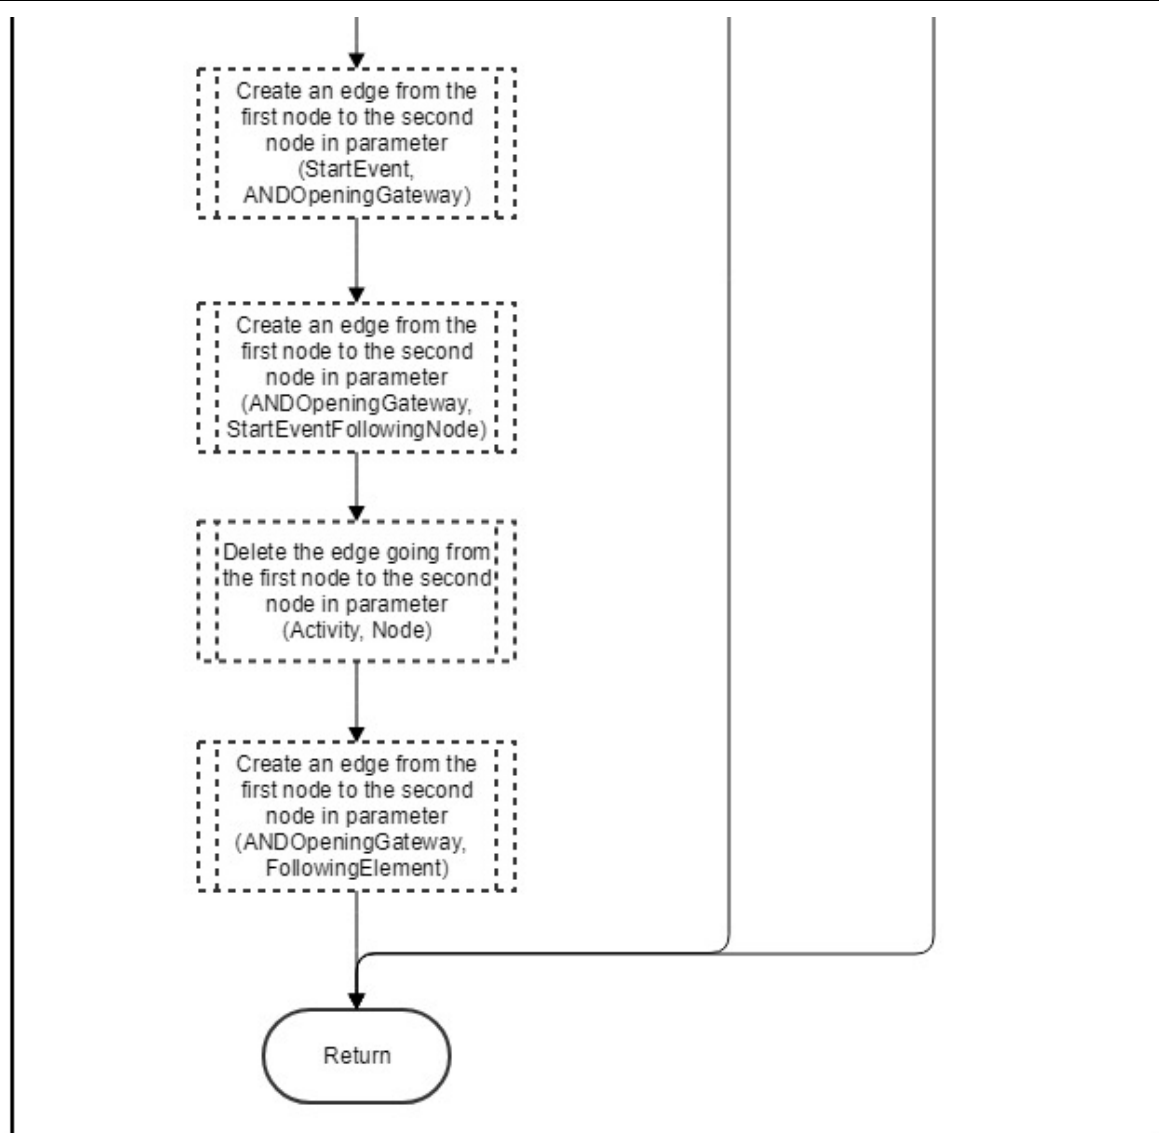 Create an edge from the
first node to the second
node in parameter
(StartEvent,
ANDOpeningGateway)
Create an edge from the
first node to the second
node in parameter
(ANDOpeningGateway,
StartEventFollowingNode)
Delete the edge going from
the first node to the second
node in parameter
(Activity, Node)
Create an edge from the
first node to the second
node in parameter
(ANDOpeningGateway,
FollowingElement)
Return